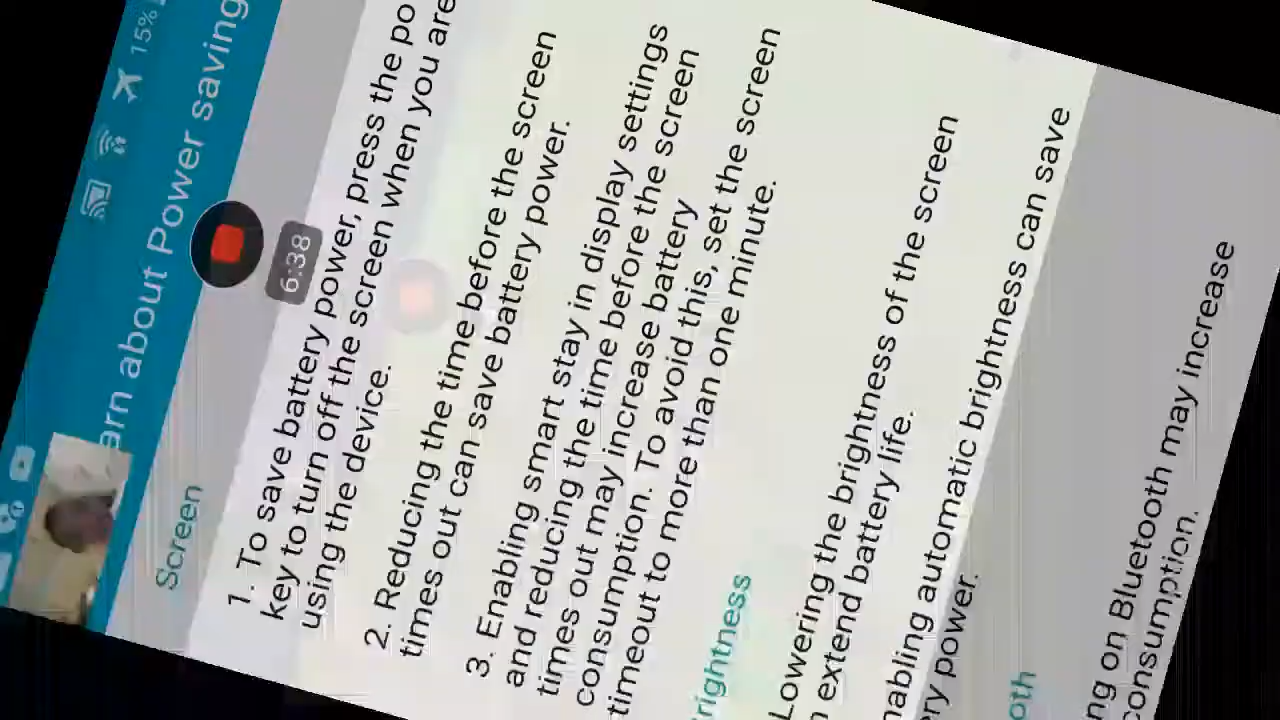 15%
arn about Power saving
6:38
Screen
1. To save battery power, press the po
key to turn off the screen when you are
using the device.
2. Reducing the time before the screen
times out can save battery power.
3. Enabling smart stay in display settings
and reducing the time before the screen
times out may increase battery
consumption. To avoid this, set the screen
timeout to more than one minute.
rightness
Lowering the brightness of the screen
n extend battery life.
nabling automatic brightness can save
ery power.
oth
ng on Bluetooth may increase
consumption.